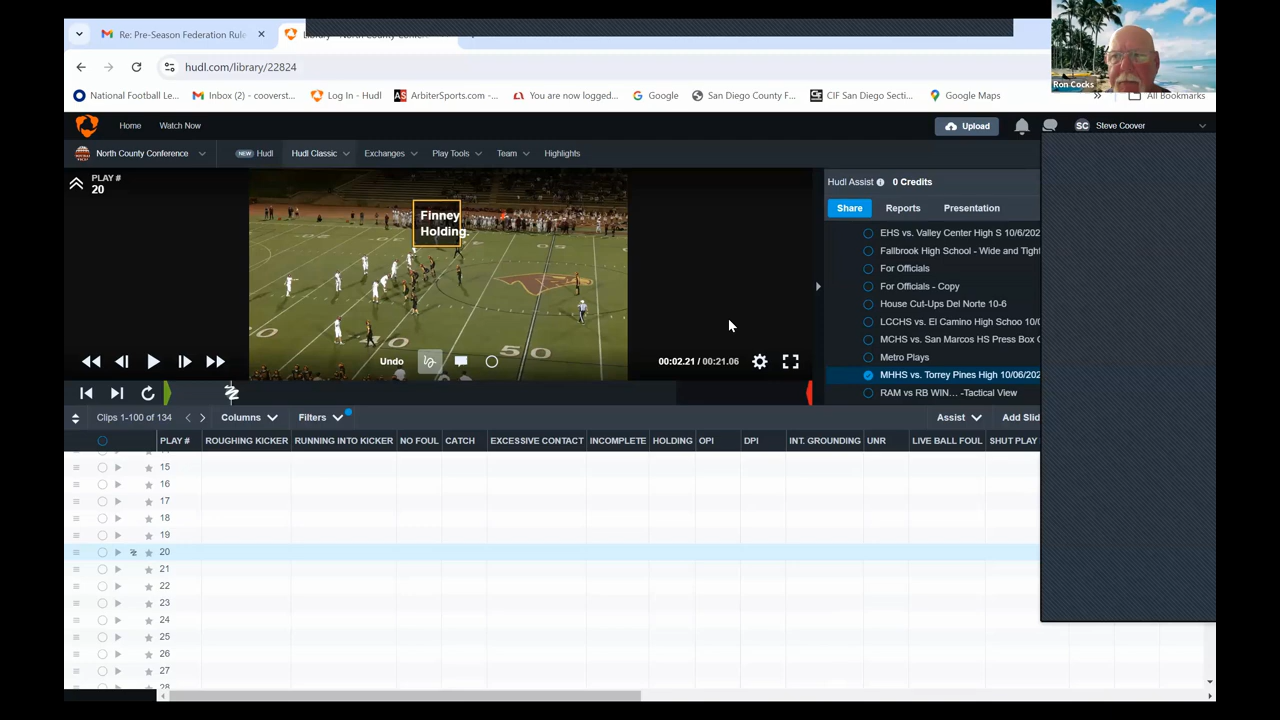 Re: Pre-Season Federation Rul
hudl.com/library/22824
Ron Cocks
National Football Le...
Inbox (2) - cooverst...
Log In - Hudl
ArbiterSports.com -...
You are now logged...
Google
San Diego County F...
CIF San Diego Secti...
Google Maps
»
All Bookmarks
Home
Watch Now
Upload
SC
Steve Coover
North County Conference
NEW Hudl
Hudl Classic
Exchanges
Play Tools
Team
Highlights
PLAY #
20
Finney
Holding.
50
Undo
00:02.21 / 00:21.06
Hudl Assist
0 Credits
Share
Reports
Presentation
EHS vs. Valley Center High S 10/6/202
Fallbrook High School - Wide and Tight
For Officials
For Officials - Copy
House Cut-Ups Del Norte 10-6
LCCHS vs. El Camino High Schoo 10/0
MCHS vs. San Marcos HS Press Box C
Metro Plays
MHHS vs. Torrey Pines High 10/06/202
RAM vs RB WIN... -Tactical View
Clips 1-100 of 134
Columns
Filters
Assist
Add Slid
PLAY #
ROUGHING KICKER
RUNNING INTO KICKER
NO FOUL
CATCH
EXCESSIVE CONTACT
INCOMPLETE
HOLDING
OPI
DPI
INT. GROUNDING
UNR
LIVE BALL FOUL
SHUT PLAY
15
16
17
18
19
20
21
22
23
24
25
26
27
28